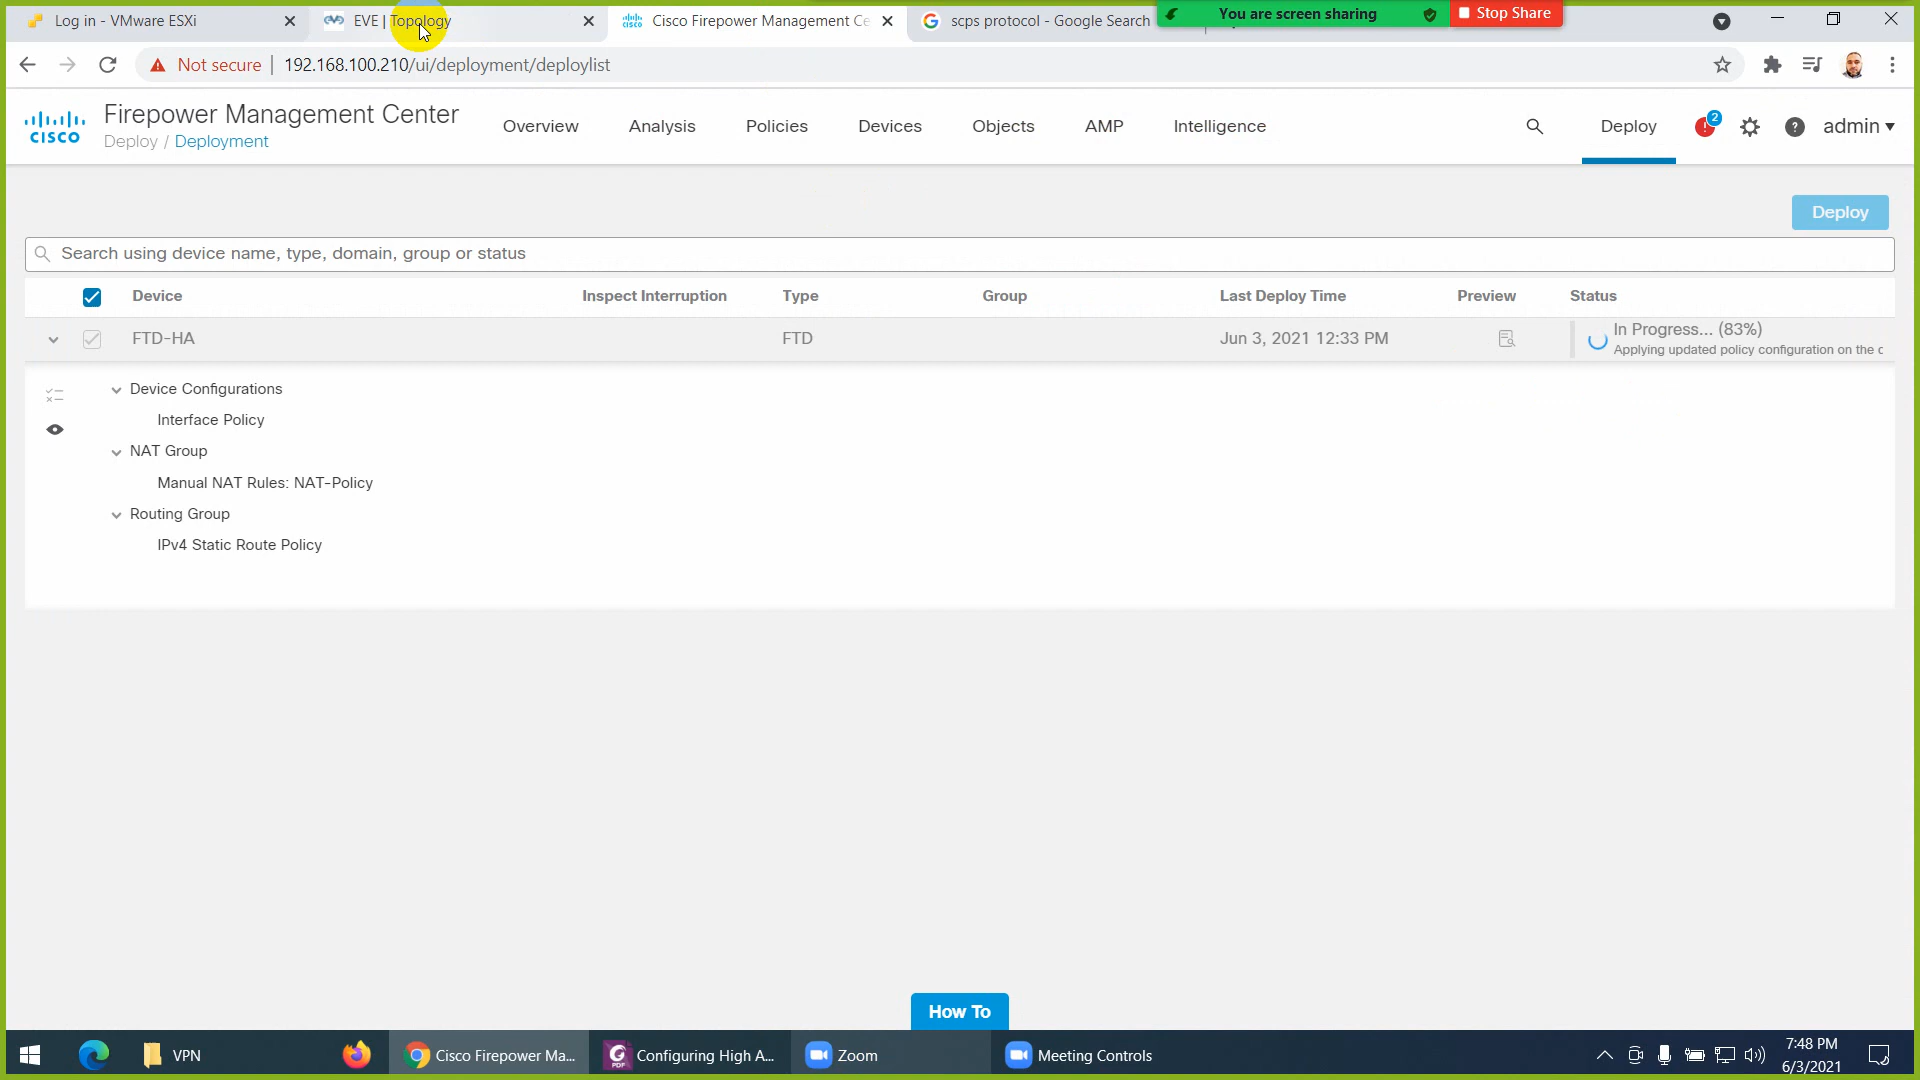 Log in - VMware ESXi
EVE | Topology
Cisco Firepower Management Ce
scps protocol - Google Search
You are screen sharing
Stop Share
Not secure
192.168.100.210/ui/deployment/deploylist
cisco
Firepower Management Center
Deploy / Deployment
Overview
Analysis
Policies
Devices
Objects
AMP
Intelligence
Deploy
2
admin
Deploy
Search using device name, type, domain, group or status
Device
Inspect Interruption
Type
Group
Last Deploy Time
Preview
Status
FTD-HA
FTD
Jun 3, 2021 12:33 PM
In Progress... (83%)
Applying updated policy configuration on the c
Device Configurations
Interface Policy
NAT Group
Manual NAT Rules: NAT-Policy
Routing Group
IPv4 Static Route Policy
How To
VPN
Cisco Firepower Ma...
PDF
Configuring High A...
Zoom
Meeting Controls
7:48 PM
6/3/2021